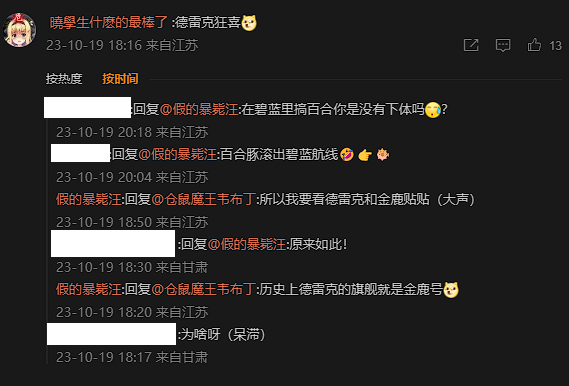 曉學生什麽的最棒了:德雷克狂喜
23-10-19 18:16 来自江苏
13
按热度 按时间
:回复@假的暴毙汪:在碧蓝里搞百合你是没有下体吗?
23-10-19 20:18 来自江苏
:回复@假的暴毙汪:百合豚滚出碧蓝航线
23-10-19 20:04 来自江苏
假的暴毙汪:回复@仓鼠魔王韦布丁:所以我要看德雷克和金鹿贴贴（大声）
23-10-19 18:50 来自江苏
:回复@假的暴毙汪:原来如此！
23-10-19 18:30 来自甘肃
假的暴毙汪:回复@仓鼠魔王韦布丁:历史上德雷克的旗舰就是金鹿号
23-10-19 18:20 来自江苏
:为啥呀（呆滞）
23-10-19 18:17 来自甘肃